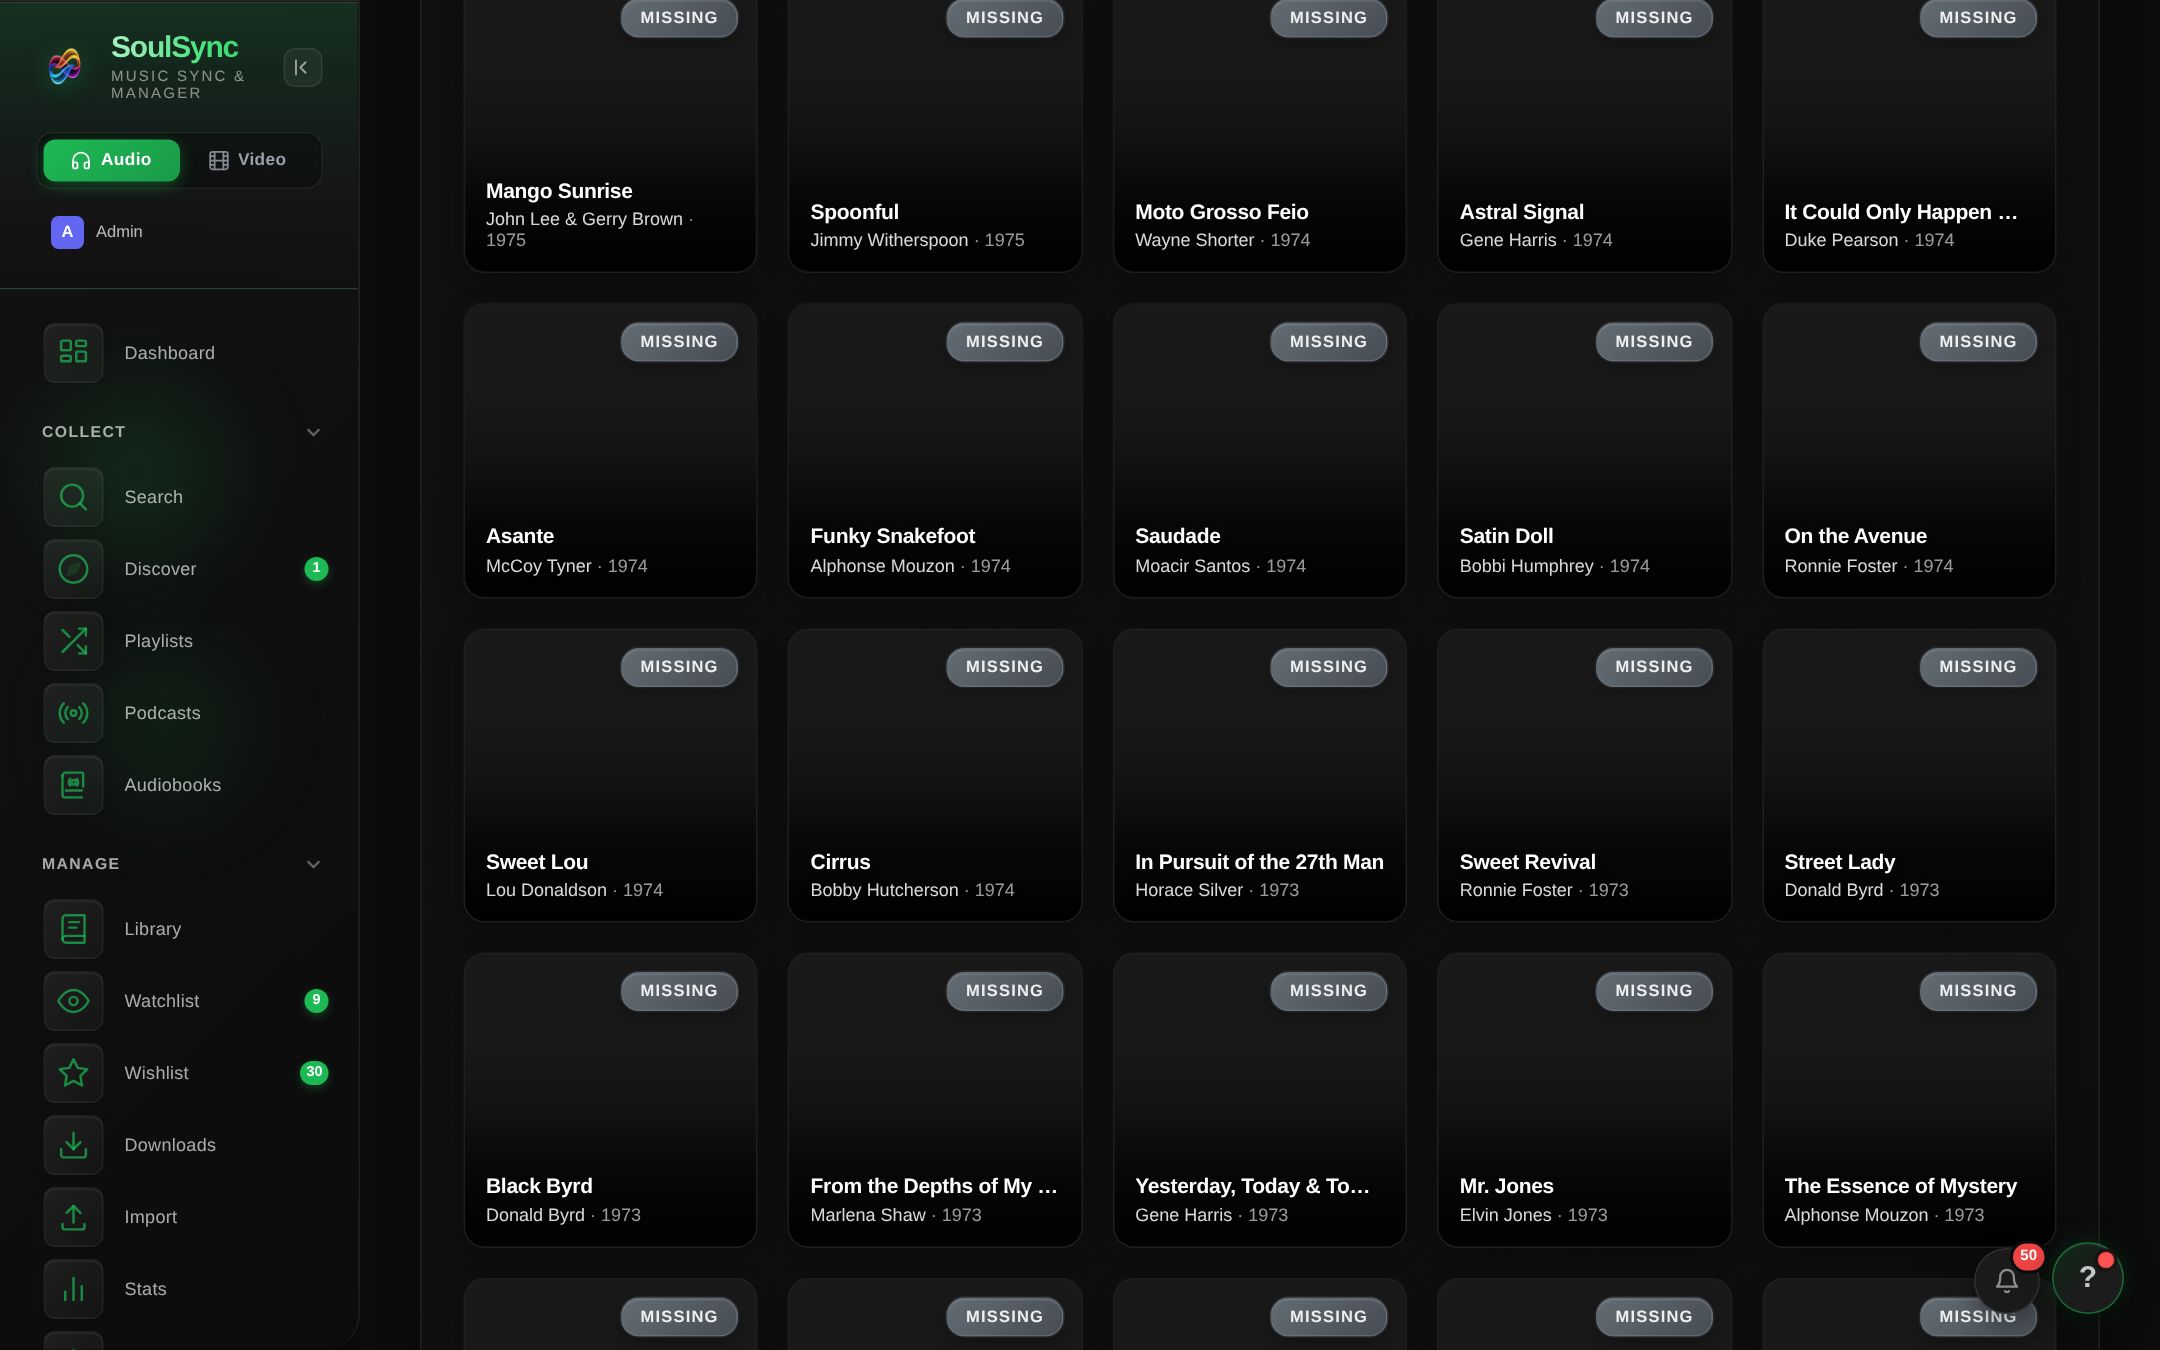 SoulSync
MUSIC SYNC &
MANAGER
Audio
Video
A
Admin
Dashboard
COLLECT
Search
Discover
1
Playlists
Podcasts
Audiobooks
MANAGE
Library
Watchlist
9
Wishlist
30
Downloads
Import
Stats
MISSING
MISSING
MISSING
MISSING
MISSING
Mango Sunrise
John Lee & Gerry Brown ·
1975
Spoonful
Jimmy Witherspoon · 1975
Moto Grosso Feio
Wayne Shorter · 1974
Astral Signal
Gene Harris · 1974
It Could Only Happen ...
Duke Pearson · 1974
MISSING
MISSING
MISSING
MISSING
MISSING
Asante
McCoy Tyner · 1974
Funky Snakefoot
Alphonse Mouzon · 1974
Saudade
Moacir Santos · 1974
Satin Doll
Bobbi Humphrey · 1974
On the Avenue
Ronnie Foster · 1974
MISSING
MISSING
MISSING
MISSING
MISSING
Sweet Lou
Lou Donaldson · 1974
Cirrus
Bobby Hutcherson · 1974
In Pursuit of the 27th Man
Horace Silver · 1973
Sweet Revival
Ronnie Foster · 1973
Street Lady
Donald Byrd · 1973
MISSING
MISSING
MISSING
MISSING
MISSING
Black Byrd
Donald Byrd · 1973
From the Depths of My ...
Marlena Shaw · 1973
Yesterday, Today & To...
Gene Harris · 1973
Mr. Jones
Elvin Jones · 1973
The Essence of Mystery
Alphonse Mouzon · 1973
MISSING
MISSING
MISSING
MISSING
MISSING
50
?